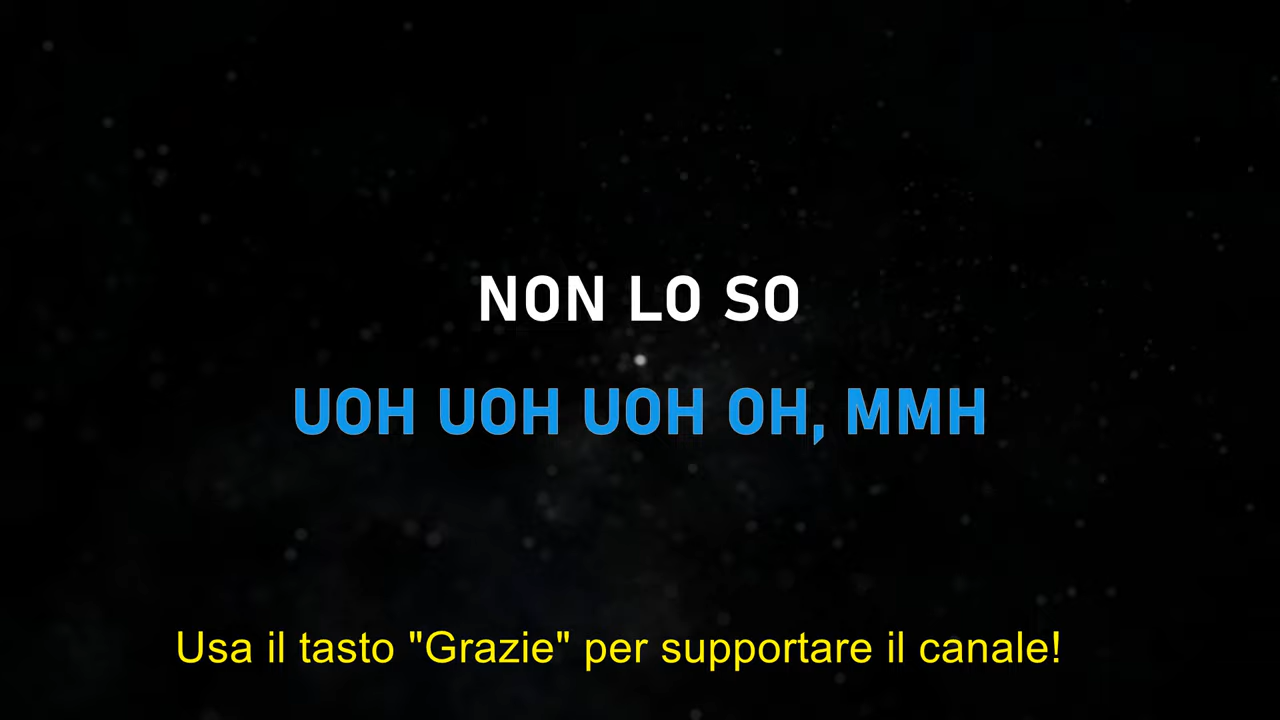 NON LO SO
UOH UOH UOH OH, MMH
Usa il tasto "Grazie" per supportare il canale!